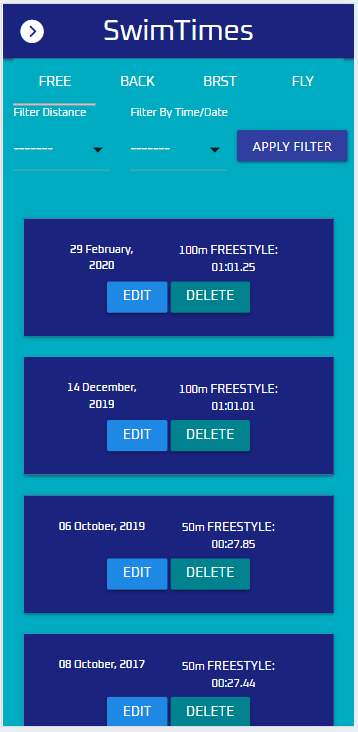 SwimTimes
FREE BACK BRST FLY
Filter Distance Filter By Time/Date
------- ------- APPLY FILTER
29 February, 100m FREESTYLE:
2020 01:01.25
EDIT DELETE
14 December, 100m FREESTYLE:
2019 01:01.01
EDIT DELETE
06 October, 2019 50m FREESTYLE:
00:27.85
EDIT DELETE
08 October, 2017 50m FREESTYLE:
00:27.44
EDIT DELETE